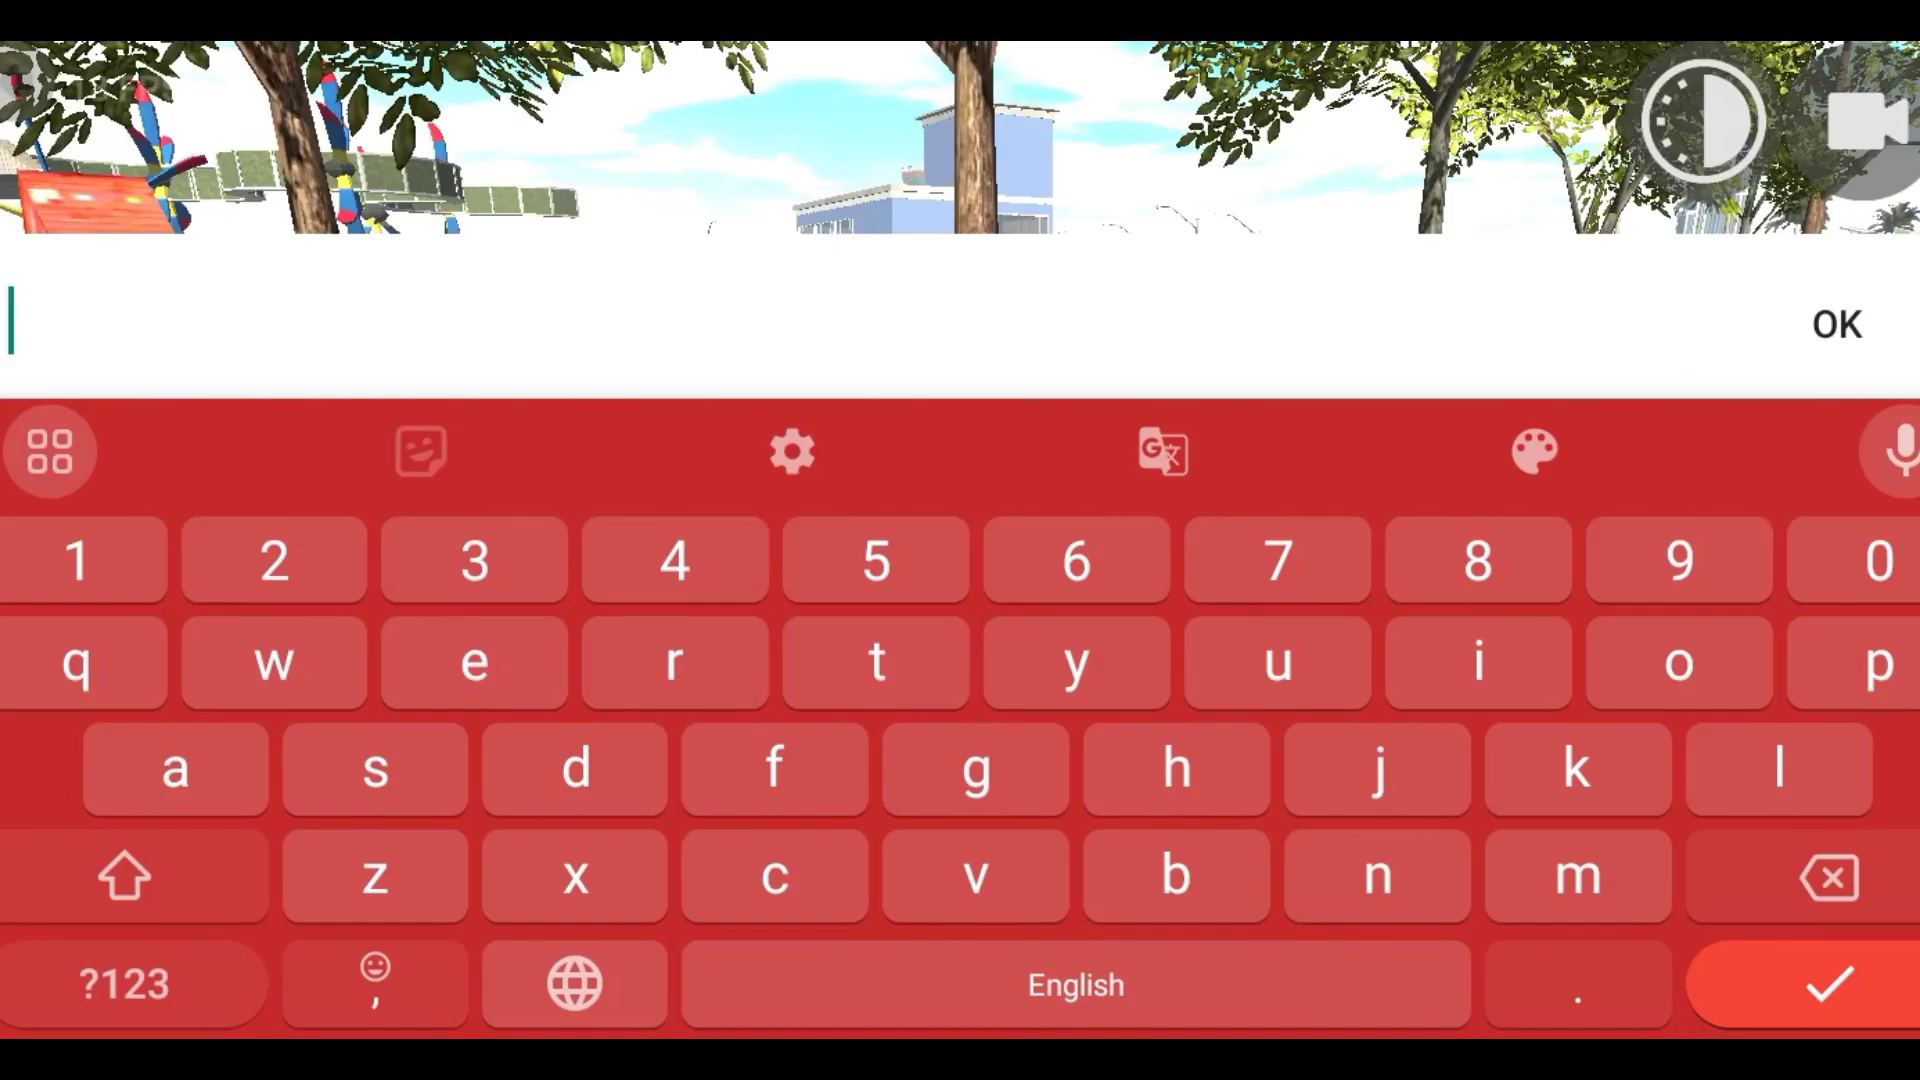 OK
1 2 3 4 5 6 7 8 9 0
q w e r t y u i o p
a s d f g h j k l
z x c v b n m
?123 , English .